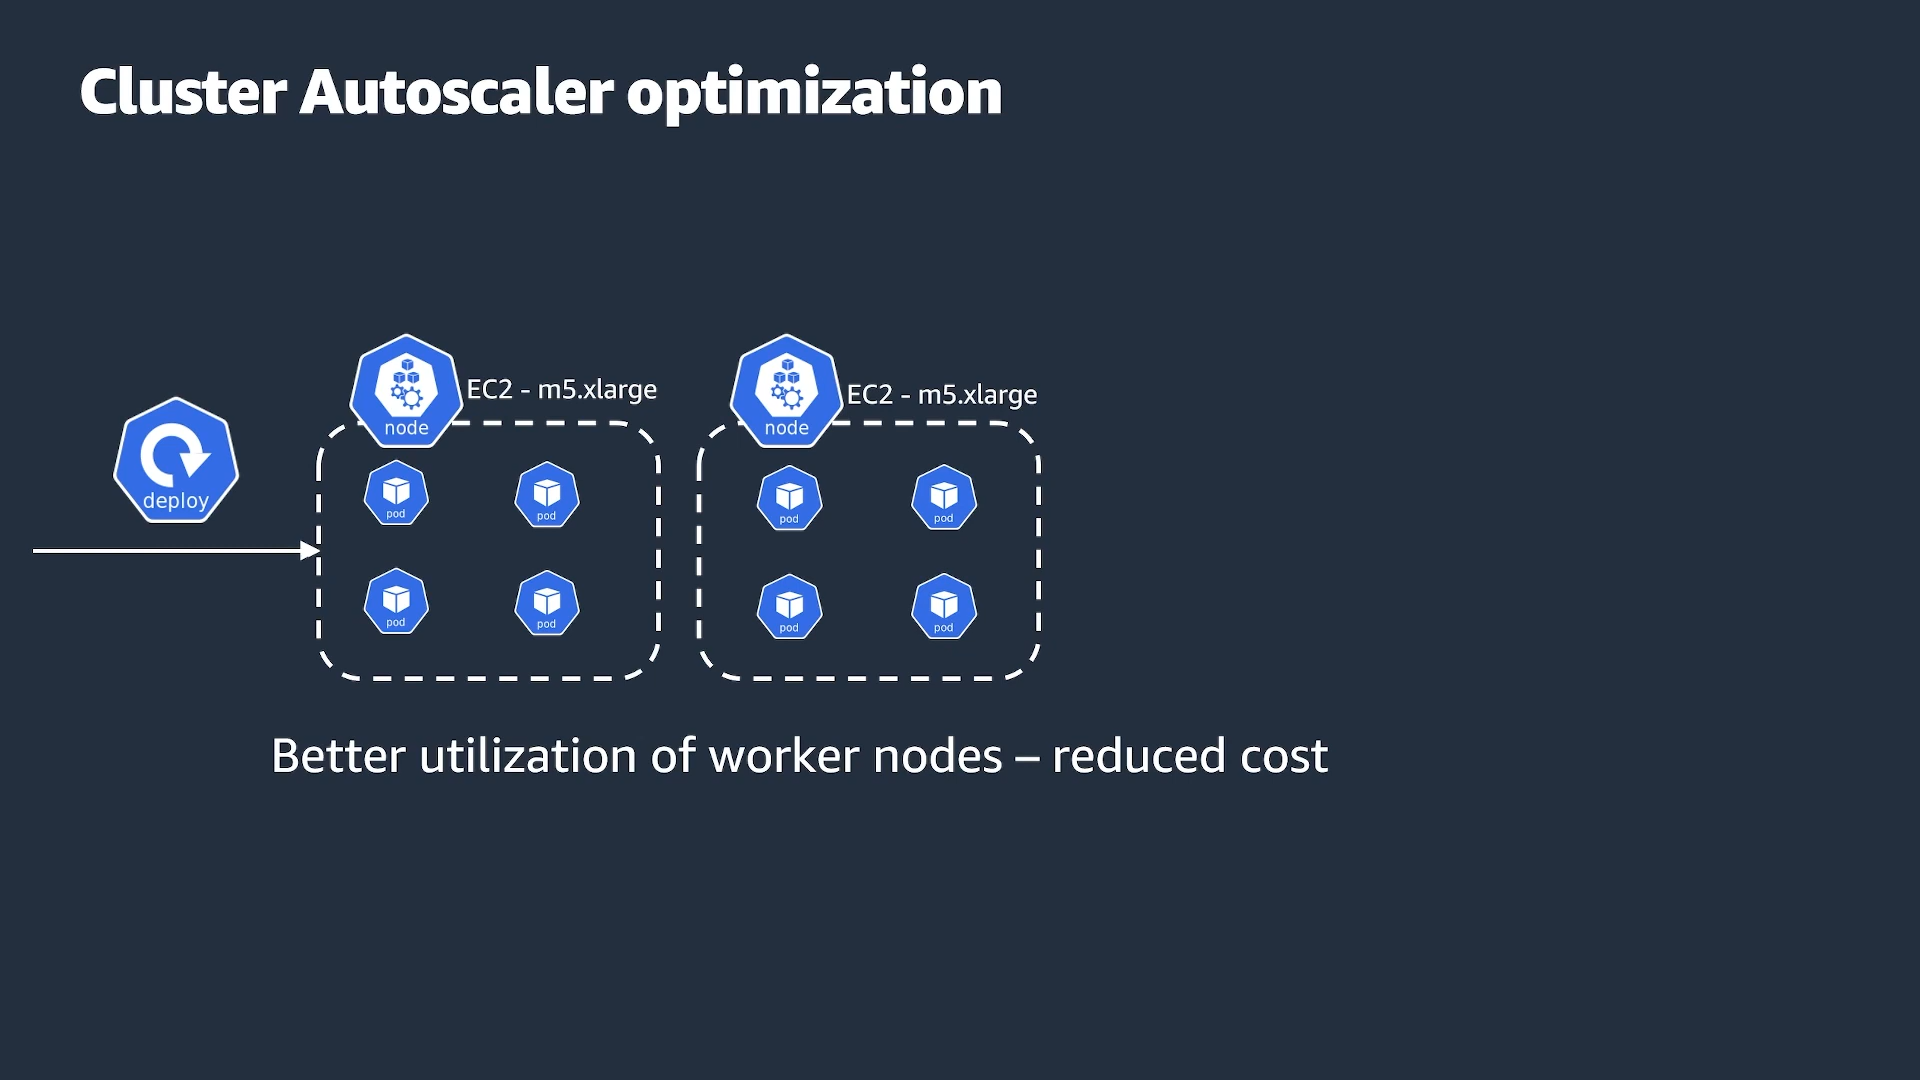 Cluster Autoscaler optimization
EC2 - m5.xlarge
EC2 - m5.xlarge
node
node
deploy
pod
pod
pod
pod
pod
pod
pod
pod
Better utilization of worker nodes – reduced cost